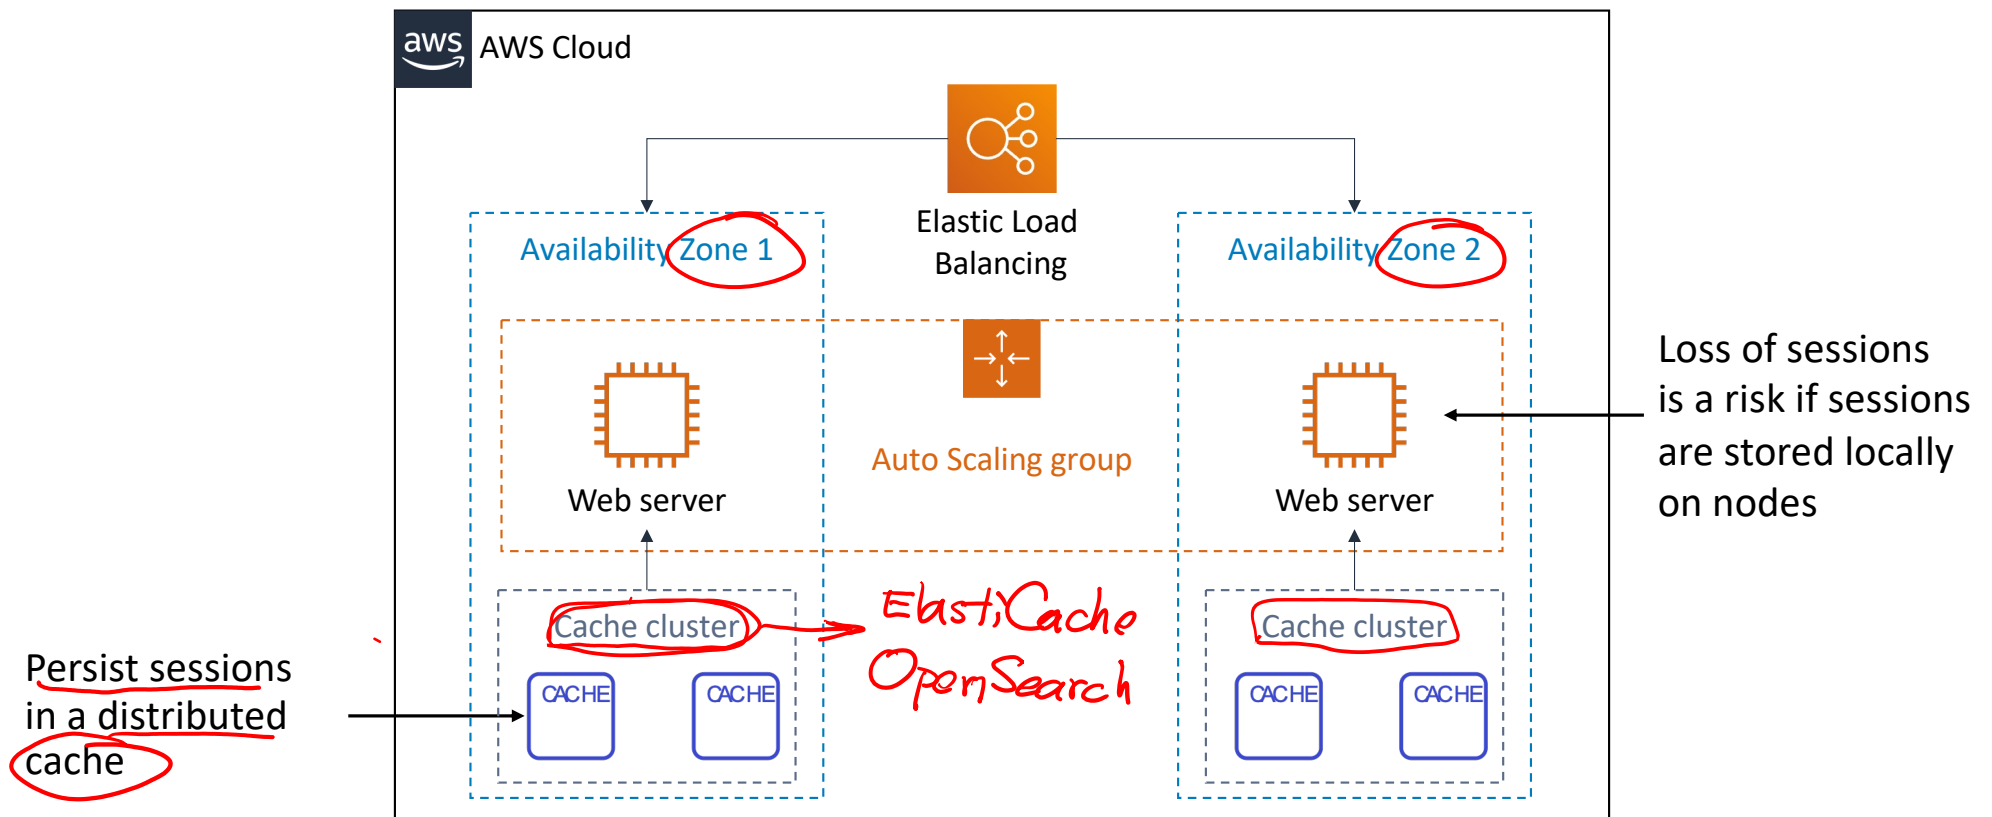 aws
AWS Cloud
Elastic Load
Balancing
Availability Zone 1
Availability Zone 2
Auto Scaling group
Web server
Web server
Loss of sessions
is a risk if sessions
are stored locally
on nodes
Cache cluster
ElastiCache
OpenSearch
Cache cluster
Persist sessions
in a distributed
cache
CACHE
CACHE
CACHE
CACHE